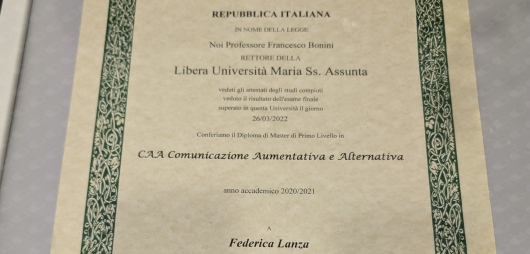 REPUBBLICA ITALIANA
IN NOME DELLA LEGGE
Noi Professore Francesco Bonini
RETTORE DELLA
Libera Università Maria Ss. Assunta
veduti gli attestati degli studi compiuti
veduto il risultato dell'esame finale
superato in questa Università il giorno
26/03/2022
Conferiamo il Diploma di Master di Primo Livello in
CAA Comunicazione Aumentativa e Alternativa
anno accademico 2020/2021
A
Federica Lanza